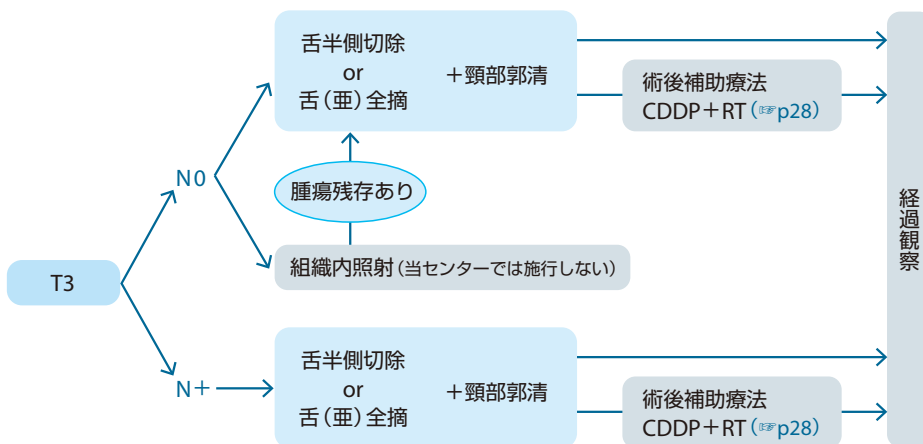 T3
N0
舌半側切除
or
舌(亜)全摘
+頸部郭清
術後補助療法
CDDP+RT(☞p28)
腫瘍残存あり
組織内照射(当センターでは施行しない)
N+
舌半側切除
or
舌(亜)全摘
+頸部郭清
術後補助療法
CDDP+RT(☞p28)
経過観察